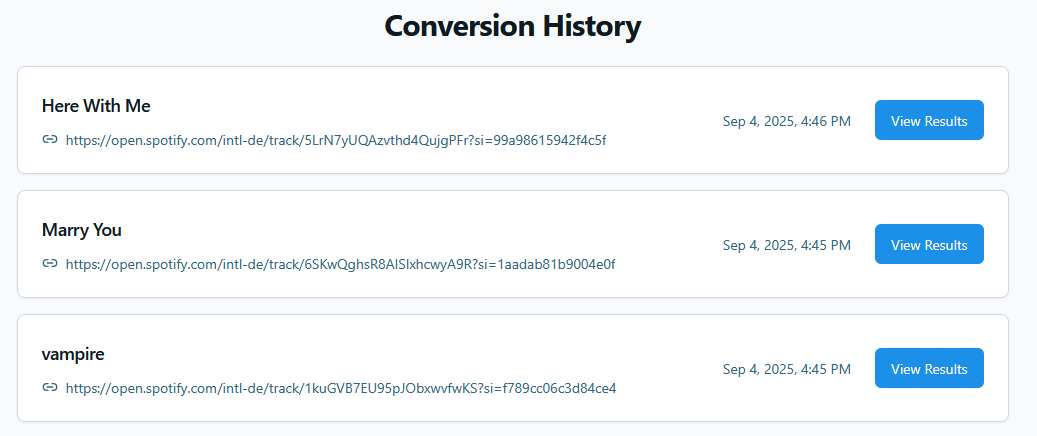 Conversion History
Here With Me
https://open.spotify.com/intl-de/track/5LrN7yUQAzvthd4QujgPFr?si=99a98615942f4c5f
Sep 4, 2025, 4:46 PM
View Results
Marry You
https://open.spotify.com/intl-de/track/6SKwQghsR8AISlxhcwyA9R?si=1aadab81b9004e0f
Sep 4, 2025, 4:45 PM
View Results
vampire
https://open.spotify.com/intl-de/track/1kuGVB7EU95pJObxwvfwKS?si=f789cc06c3d84ce4
Sep 4, 2025, 4:45 PM
View Results